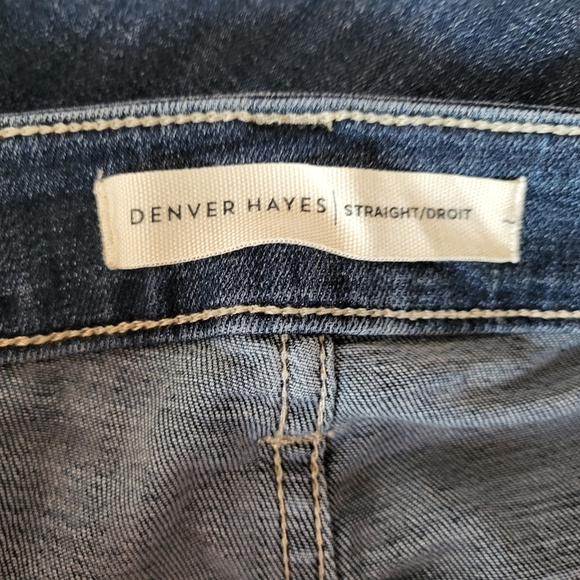 DENVER HAYES | STRAIGHT/DROIT